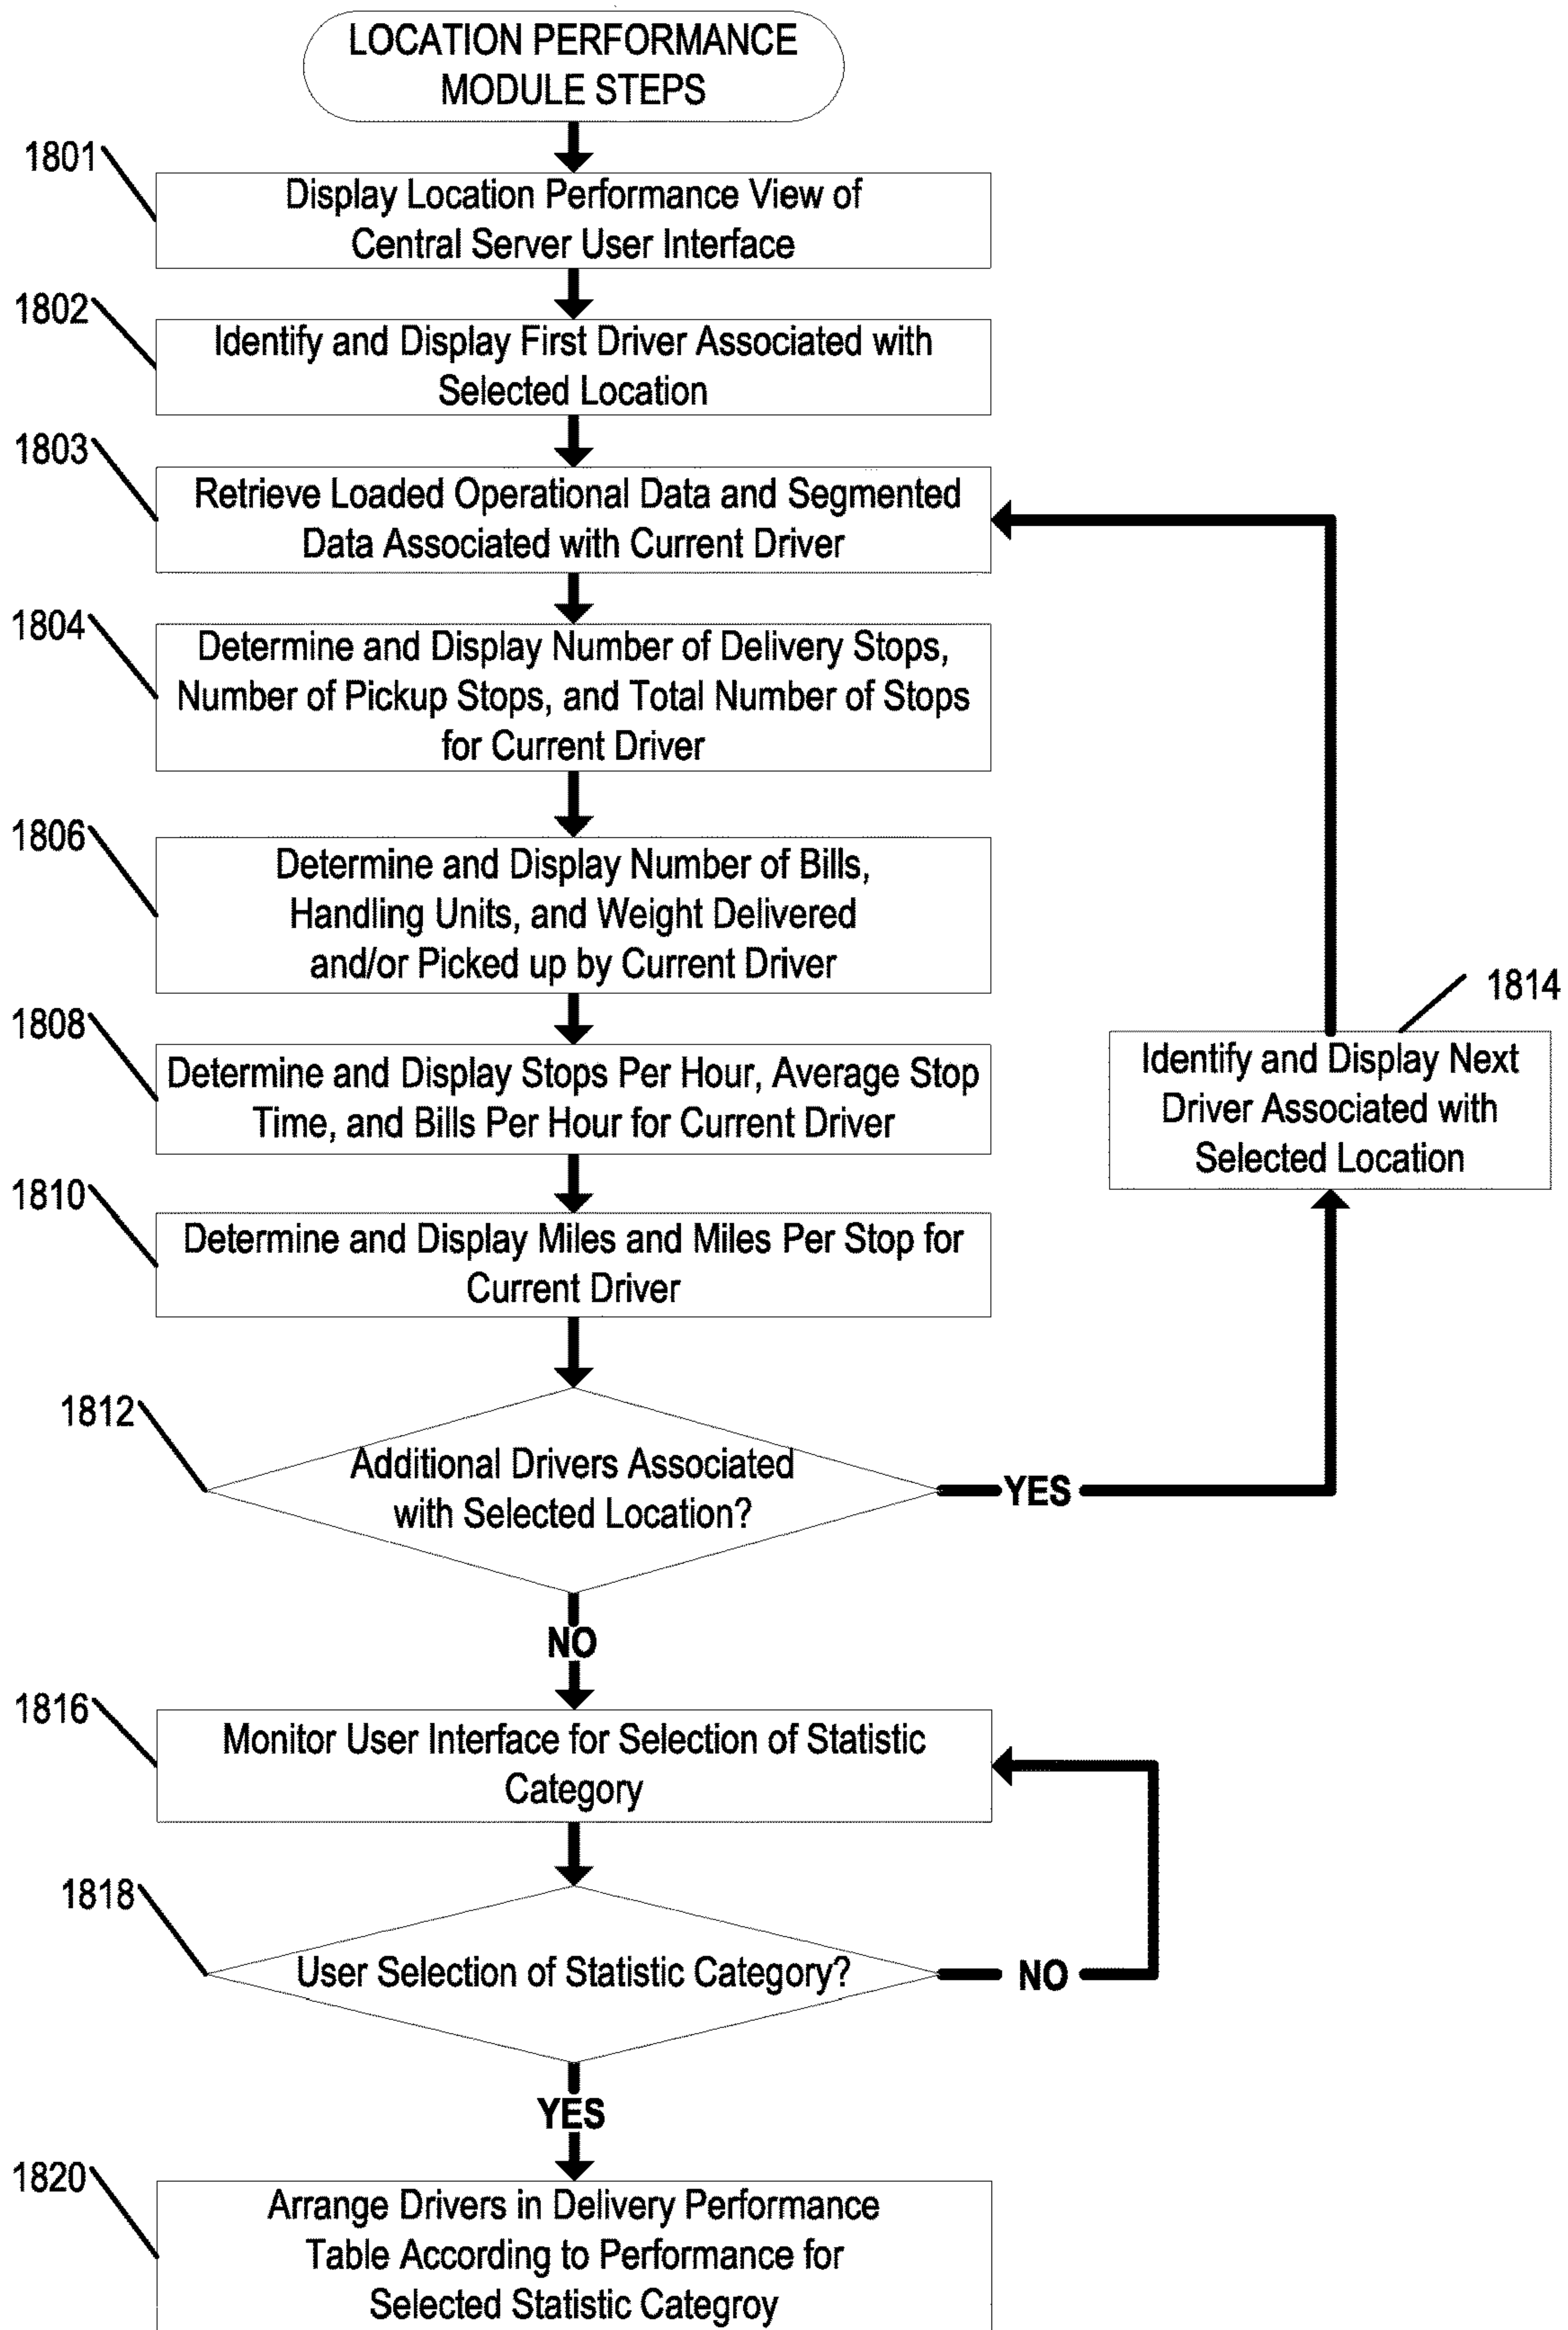 LOCATION PERFORMANCE
MODULE STEPS
1801
Display Location Performance View of
Central Server User Interface
1802
Identify and Display First Driver Associated with
Selected Location
1803
Retrieve Loaded Operational Data and Segmented
Data Associated with Current Driver
1804
Determine and Display Number of Delivery Stops,
Number of Pickup Stops, and Total Number of Stops
for Current Driver
1806
Determine and Display Number of Bills,
Handling Units, and Weight Delivered
and/or Picked up by Current Driver
1808
Determine and Display Stops Per Hour, Average Stop
Time, and Bills Per Hour for Current Driver
1810
Determine and Display Miles and Miles Per Stop for
Current Driver
1812
Additional Drivers Associated
with Selected Location?
YES
1814
Identify and Display Next
Driver Associated with
Selected Location
NO
1816
Monitor User Interface for Selection of Statistic
Category
1818
User Selection of Statistic Category?
NO
YES
1820
Arrange Drivers in Delivery Performance
Table According to Performance for
Selected Statistic Categroy